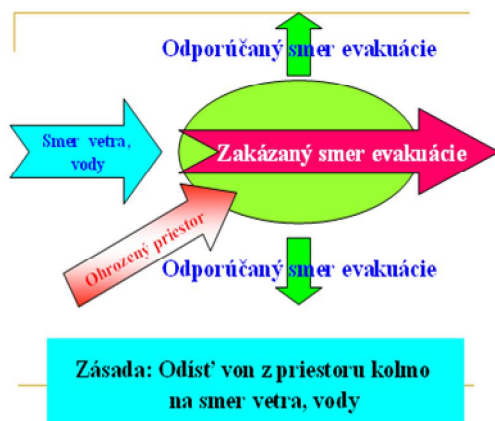 Odporúčaný smer evakuácie
Smer vetra,
vody
Zakázaný smer evakuácie
Ohrozený priestor
Odporúčaný smer evakuácie
Zásada: Odísť von z priestoru kolmo
na smer vetra, vody